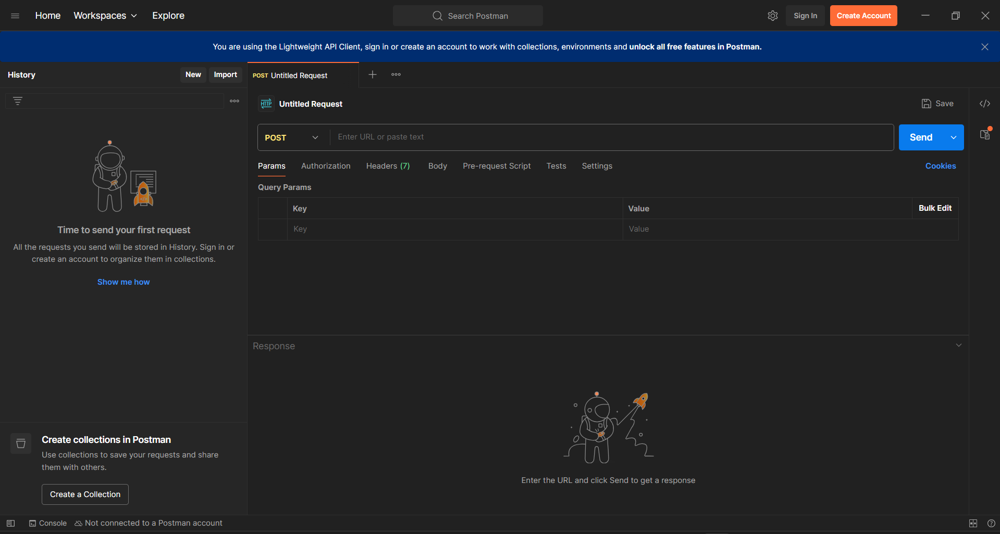 Home Workspaces Explore Search Postman Sign In Create Account
You are using the Lightweight API Client, sign in or create an account to work with collections, environments and unlock all free features in Postman.
History New Import
POST Untitled Request
HTTP Untitled Request Save
POST Enter URL or paste text Send
Params Authorization Headers (7) Body Pre-request Script Tests Settings Cookies
Query Params
Key Value Bulk Edit
Key Value
Time to send your first request
All the requests you send will be stored in History. Sign in or
create an account to organize them in collections.
Show me how
Response
Enter the URL and click Send to get a response
Create collections in Postman
Use collections to save your requests and share
them with others.
Create a Collection
Console Not connected to a Postman account